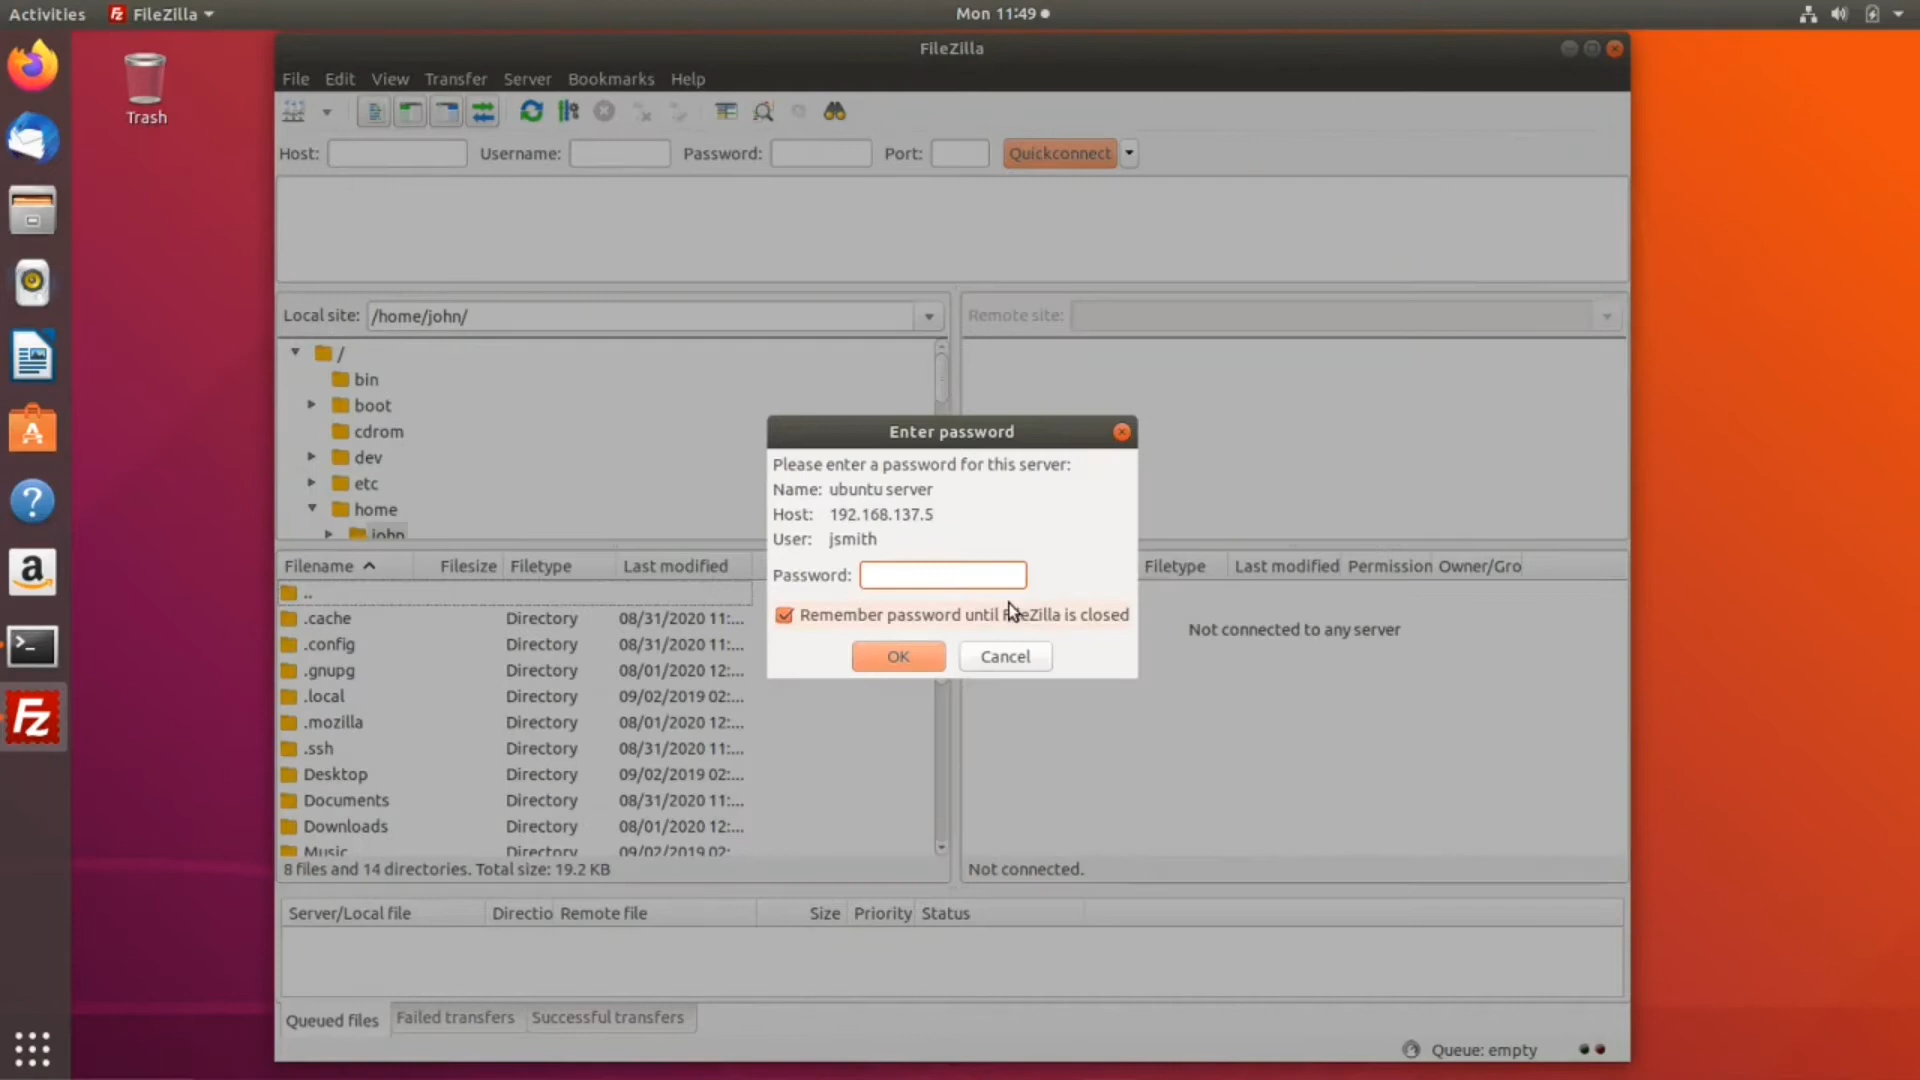 Activities FileZilla Mon 11:49
Trash
FileZilla
File Edit View Transfer Server Bookmarks Help
Host: Username: Password: Port: Quickconnect
Local site: /home/john/
Remote site:
/
bin
boot
cdrom
dev
etc
home
john
Enter password
Please enter a password for this server:
Name: ubuntu server
Host: 192.168.137.5
User: jsmith
Password:
Remember password until FileZilla is closed
OK Cancel
Filename Filesize Filetype Last modified
..
.cache Directory 08/31/2020 11:...
.config Directory 08/31/2020 11:...
.gnupg Directory 08/01/2020 12:...
.local Directory 09/02/2019 02:...
.mozilla Directory 08/01/2020 12:...
.ssh Directory 08/31/2020 11:...
Desktop Directory 09/02/2019 02:...
Documents Directory 08/31/2020 11:...
Downloads Directory 08/01/2020 12:...
Music Directory 09/02/2019 02:
8 files and 14 directories. Total size: 19.2 KB
Filetype Last modified Permission Owner/Gro
Not connected to any server
Not connected.
Server/Local file Directio Remote file Size Priority Status
Queued files Failed transfers Successful transfers
Queue: empty